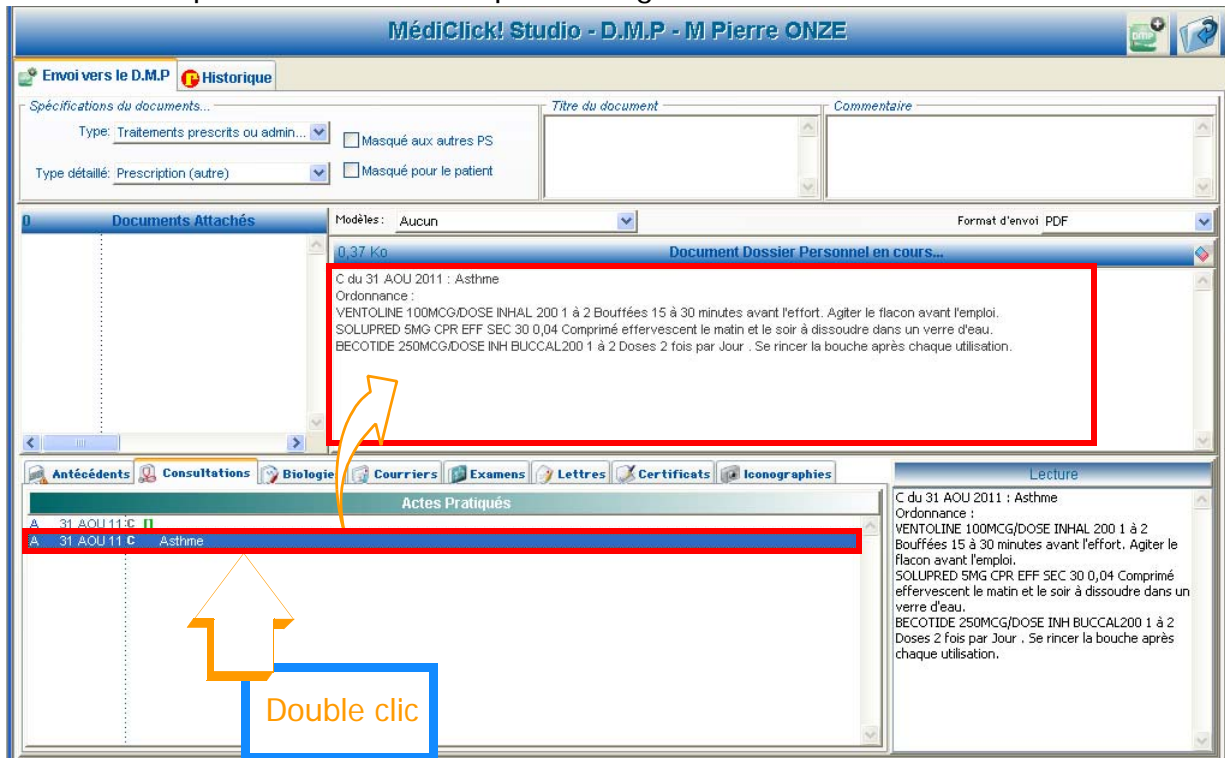 MédiClick! Studio - D.M.P - M Pierre ONZE
Envoi vers le D.M.P
Historique
Spécifications du documents...
Titre du document
Commentaire
Type: Traitements prescrits ou admin...
Masqué aux autres PS
Type détaillé: Prescription (autre)
Masqué pour le patient
0 Documents Attachés
Modèles: Aucun
Format d'envoi PDF
0,37 Ko
Document Dossier Personnel en cours...
C du 31 AOU 2011 : Asthme
Ordonnance :
VENTOLINE 100MCG/DOSE INHAL 200 1 à 2 Bouffées 15 à 30 minutes avant l'effort. Agiter le flacon avant l'emploi.
SOLUPRED 5MG CPR EFF SEC 30 0,04 Comprimé effervescent le matin et le soir à dissoudre dans un verre d'eau.
BECOTIDE 250MCG/DOSE INH BUCCAL200 1 à 2 Doses 2 fois par Jour . Se rincer la bouche après chaque utilisation.
Antécédents
Consultations
Biologie
Courriers
Examens
Lettres
Certificats
Iconographies
Actes Pratiqués
A 31 AOU 11 C []
A 31 AOU 11 C Asthme
Double clic
Lecture
C du 31 AOU 2011 : Asthme
Ordonnance :
VENTOLINE 100MCG/DOSE INHAL 200 1 à 2
Bouffées 15 à 30 minutes avant l'effort. Agiter le
flacon avant l'emploi.
SOLUPRED 5MG CPR EFF SEC 30 0,04 Comprimé
effervescent le matin et le soir à dissoudre dans un
verre d'eau.
BECOTIDE 250MCG/DOSE INH BUCCAL200 1 à 2
Doses 2 fois par Jour . Se rincer la bouche après
chaque utilisation.